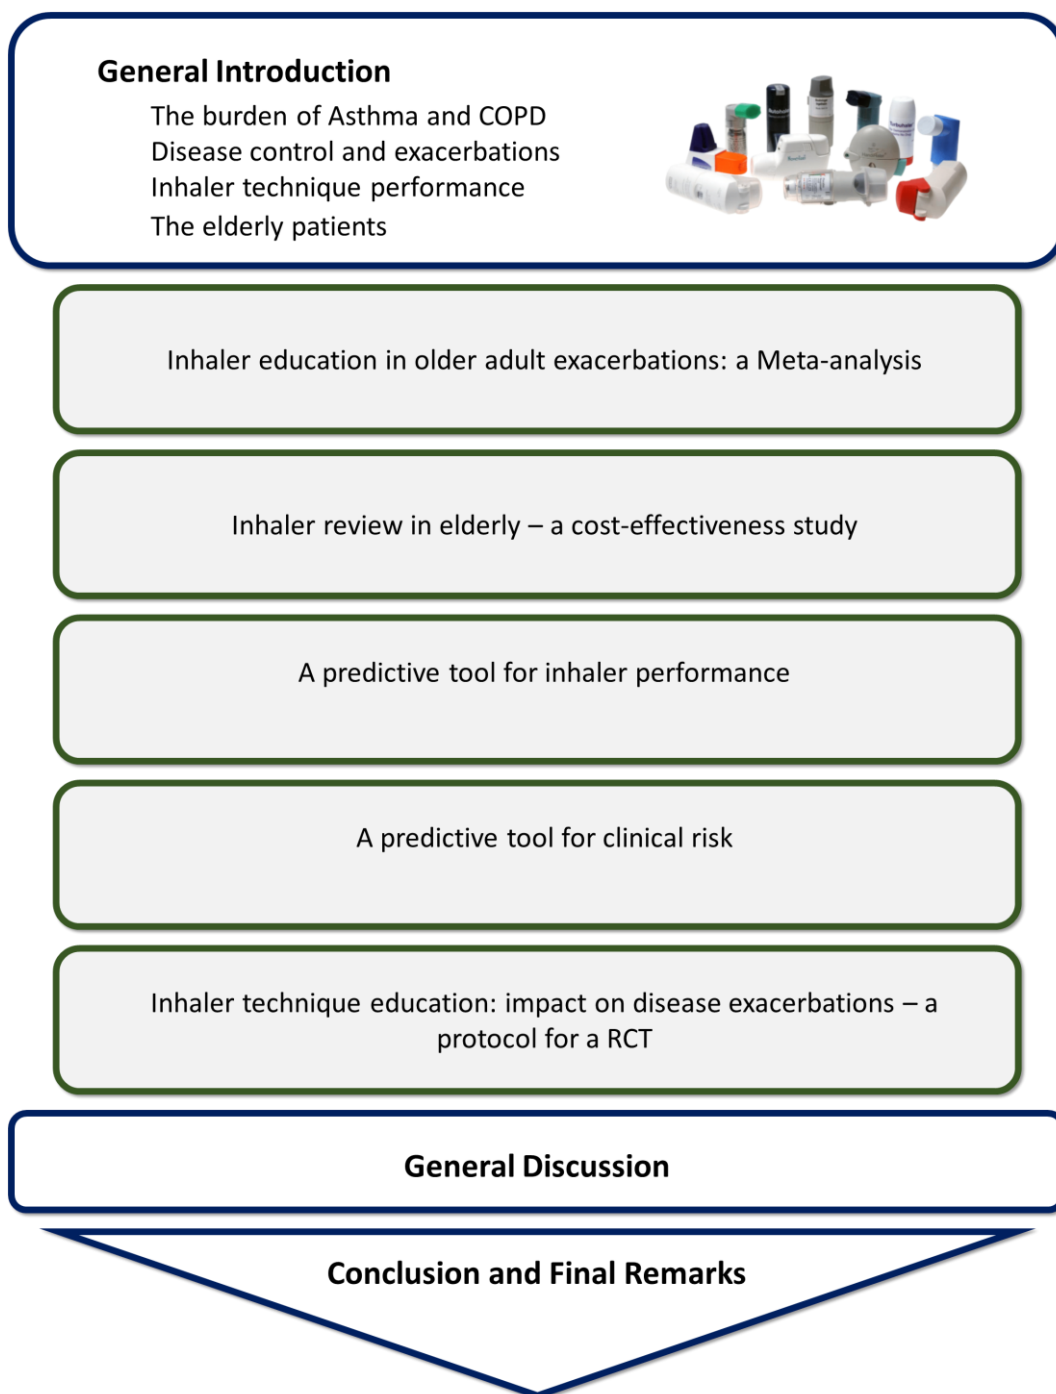 General Introduction
The burden of Asthma and COPD
Disease control and exacerbations
Inhaler technique performance
The elderly patients
Inhaler education in older adult exacerbations: a Meta-analysis
Inhaler review in elderly – a cost-effectiveness study
A predictive tool for inhaler performance
A predictive tool for clinical risk
Inhaler technique education: impact on disease exacerbations – a
protocol for a RCT
General Discussion
Conclusion and Final Remarks